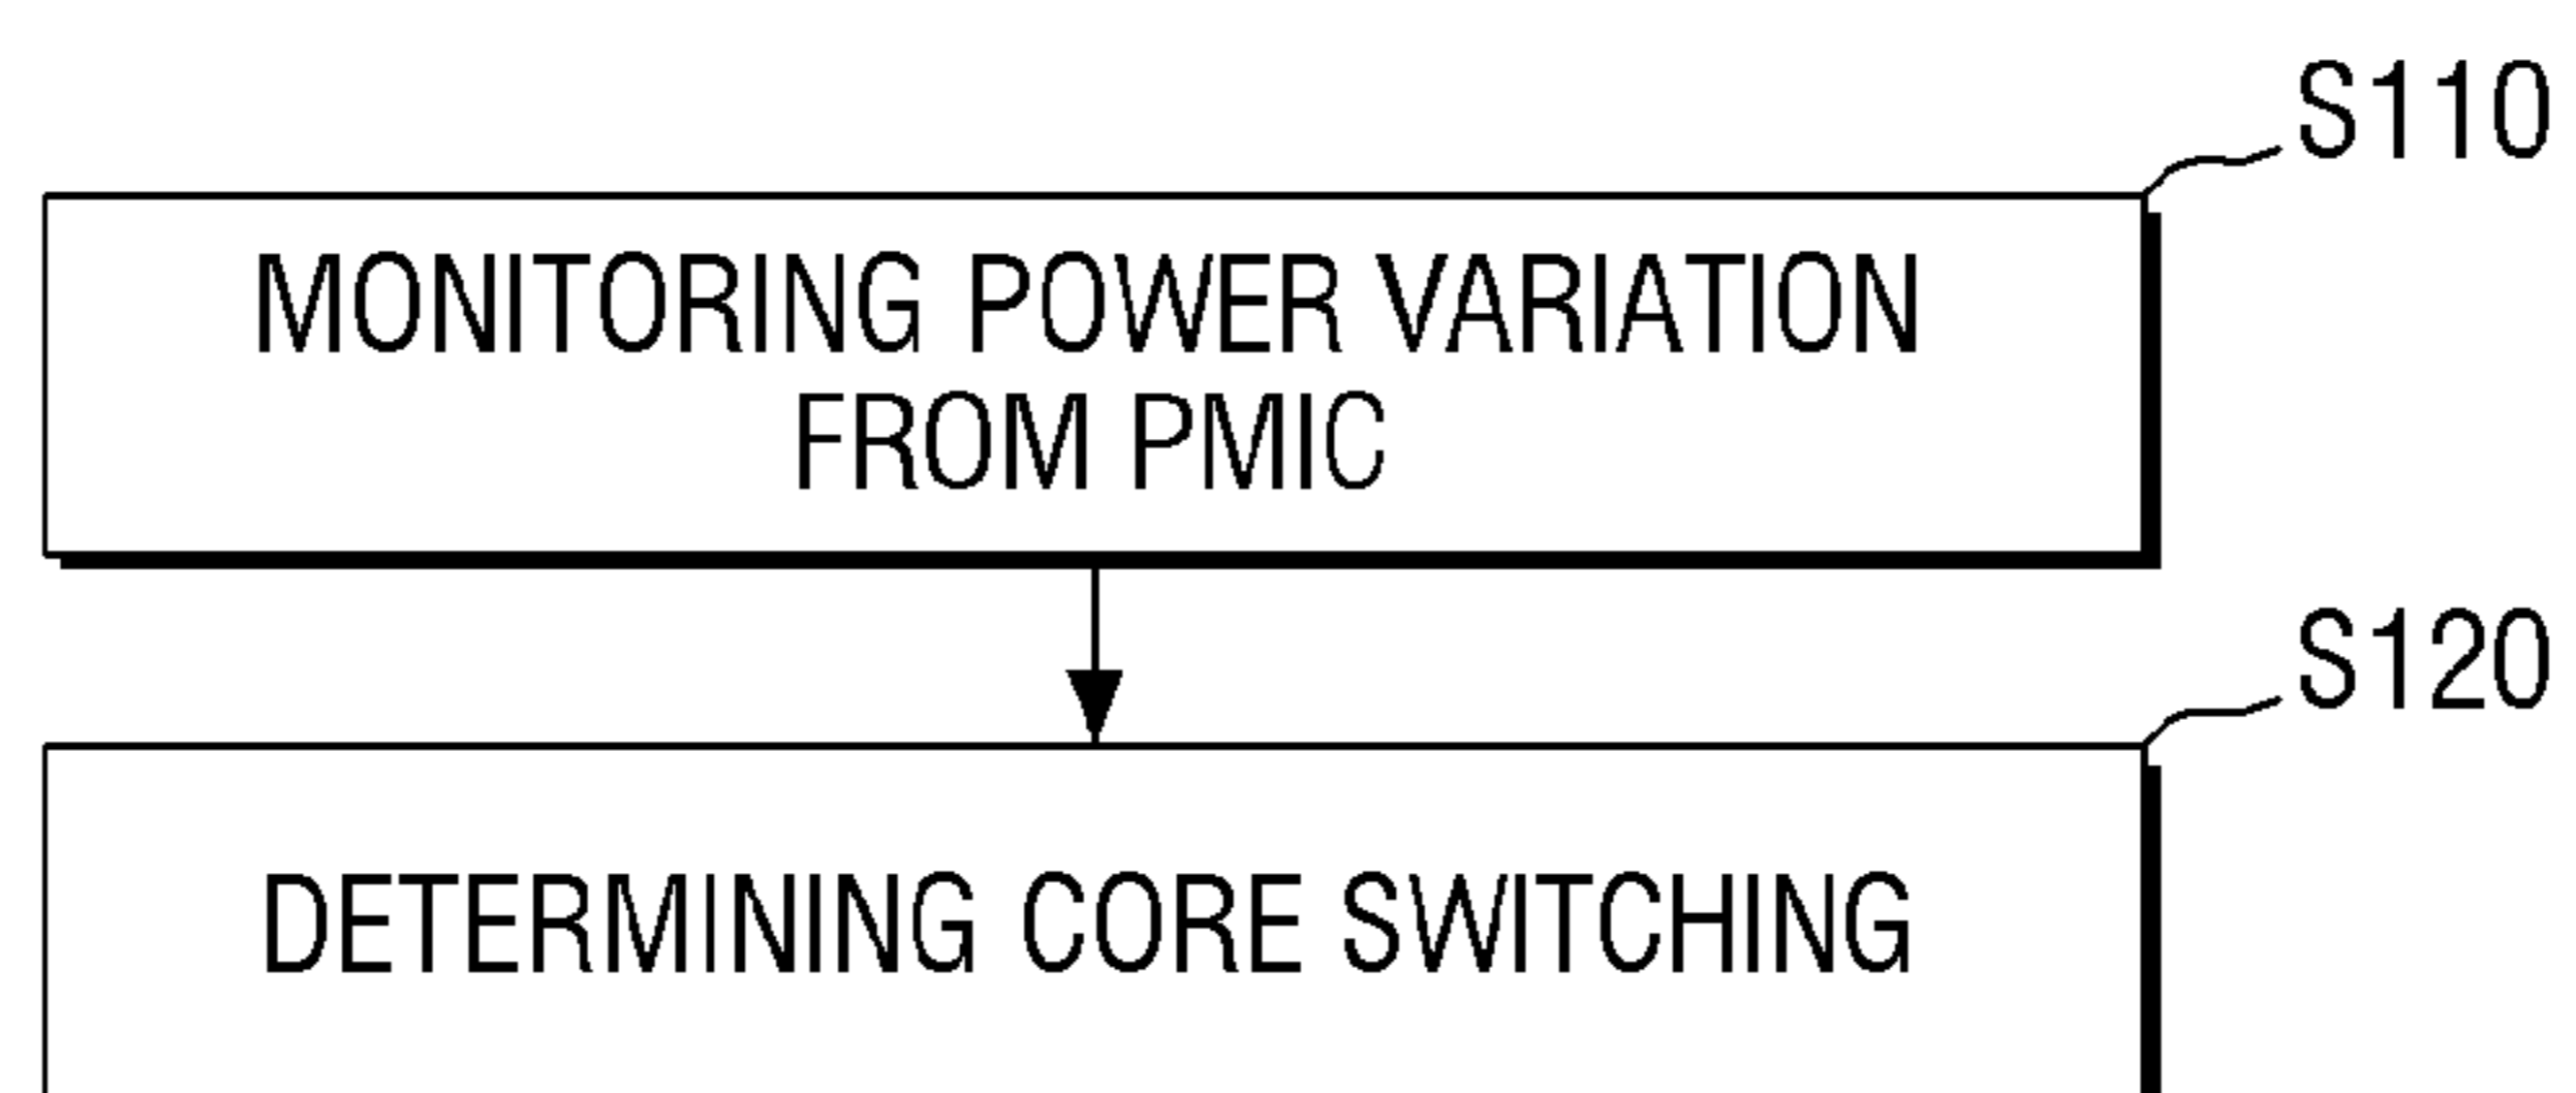 S110
MONITORING POWER VARIATION
FROM PMIC
S120
DETERMINING CORE SWITCHING